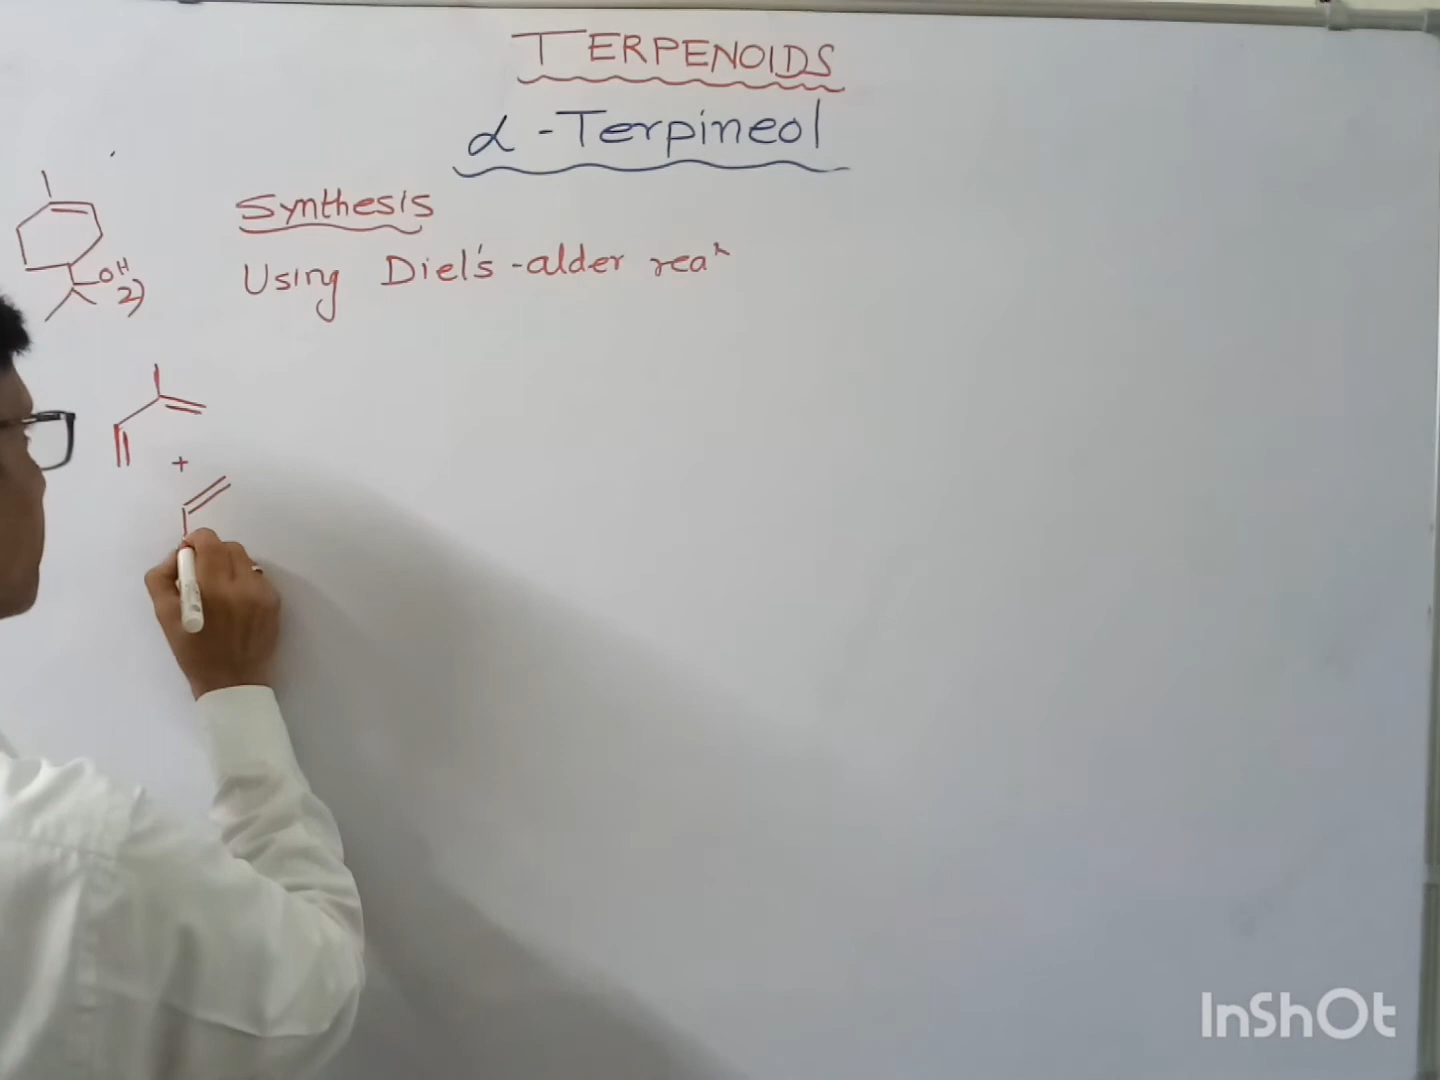 TERPENOIDS
α - Terpineol
Synthesis
OH
2)
Using Diel's - alder reaⁿ
+
InShOt